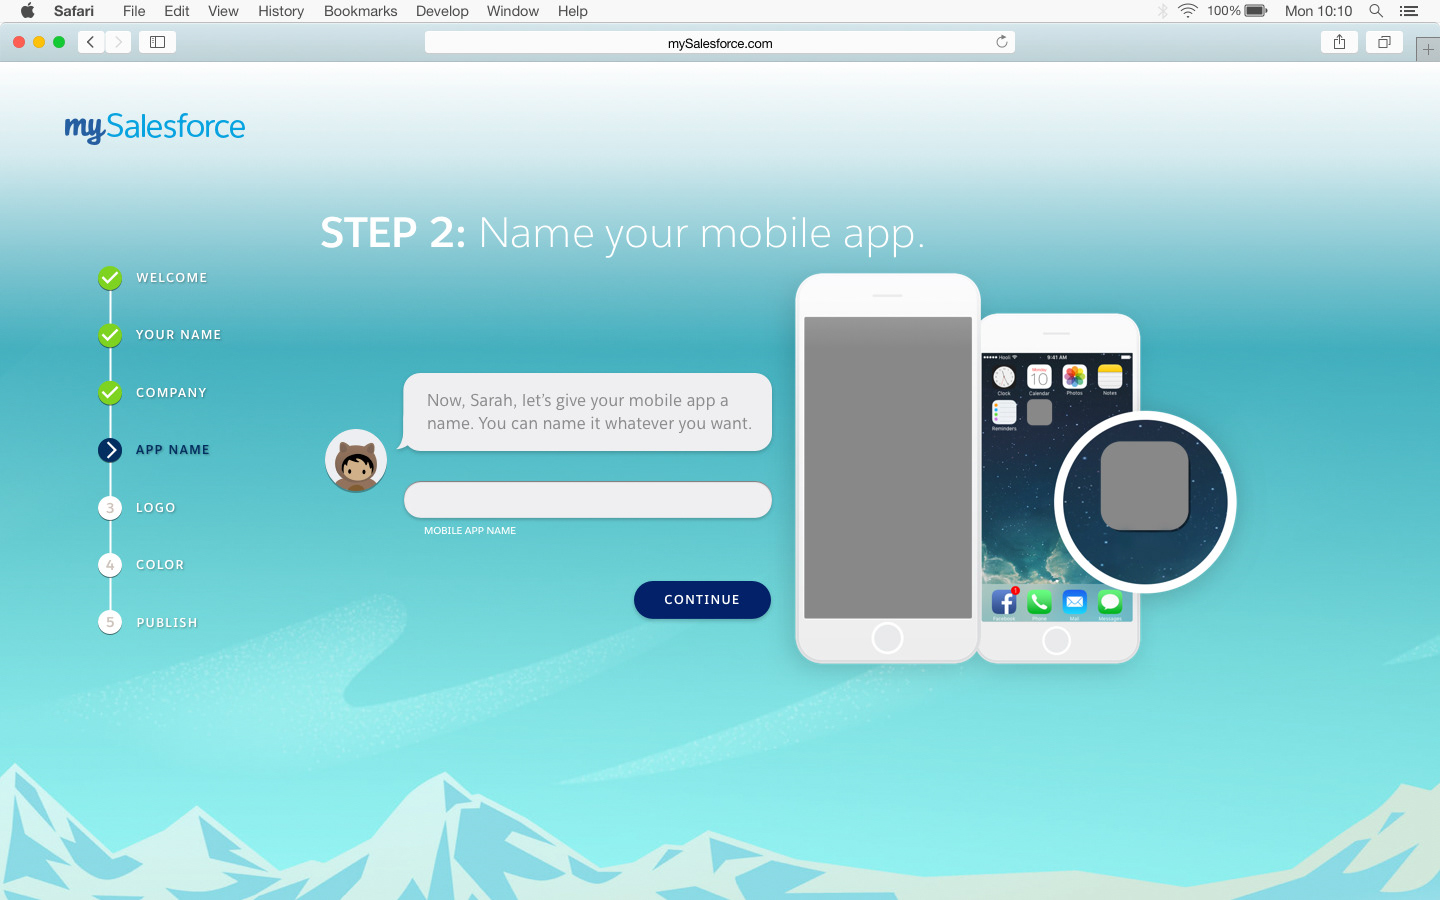 Safari File Edit View History Bookmarks Develop Window Help 100% Mon 10:10
mySalesforce.com
mySalesforce
STEP 2: Name your mobile app.
WELCOME
YOUR NAME
COMPANY
APP NAME
3 LOGO
4 COLOR
5 PUBLISH
Now, Sarah, let's give your mobile app a
name. You can name it whatever you want.
MOBILE APP NAME
CONTINUE
Hooli 9:41 AM
Monday
10
Clock Calendar Photos Notes
Reminders
1
Facebook Phone Mail Messages